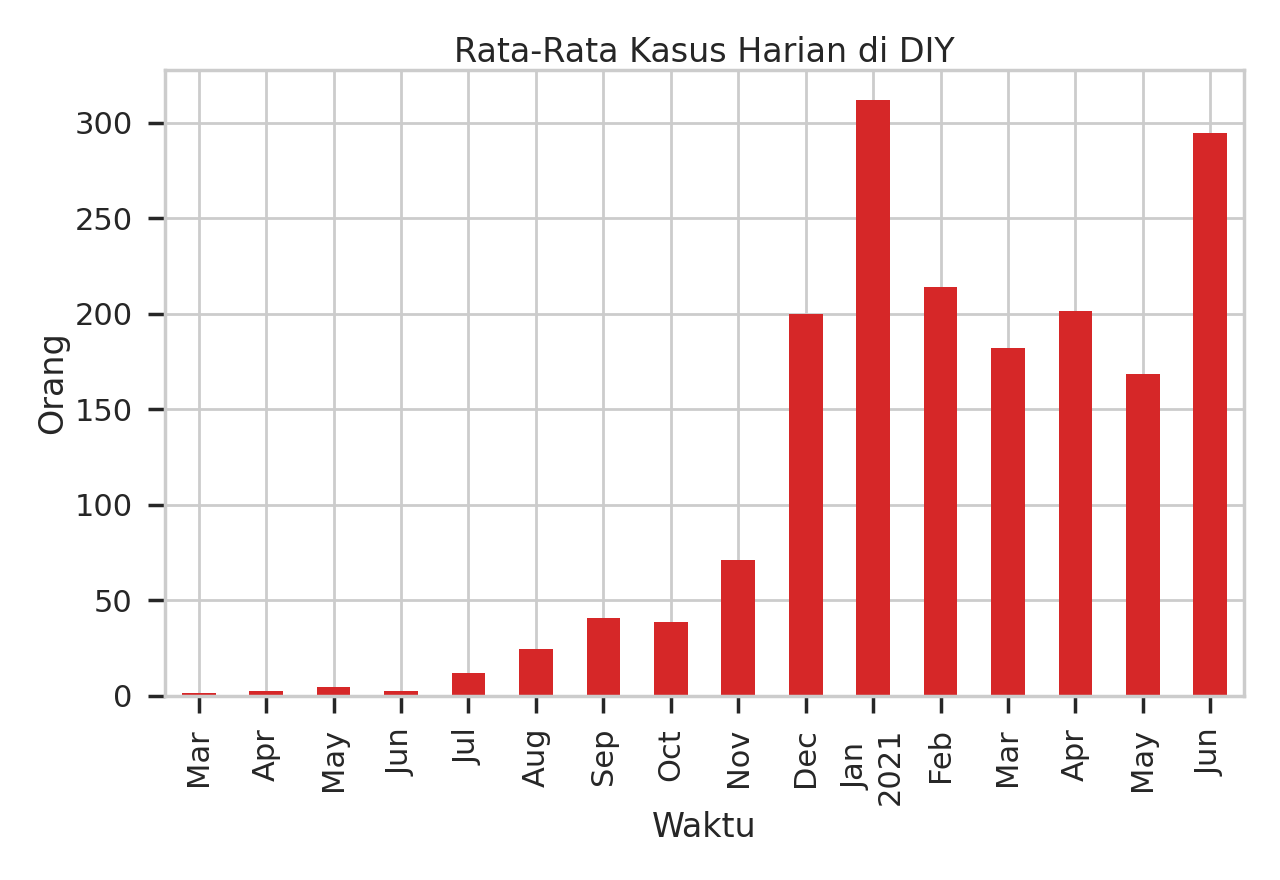 Rata-Rata Kasus Harian di DIY
300
250
200
150
100
50
0
Orang
Mar
Apr
May
Jun
Jul
Aug
Sep
Oct
Nov
Dec
Jan
2021
Feb
Mar
Apr
May
Jun
Waktu